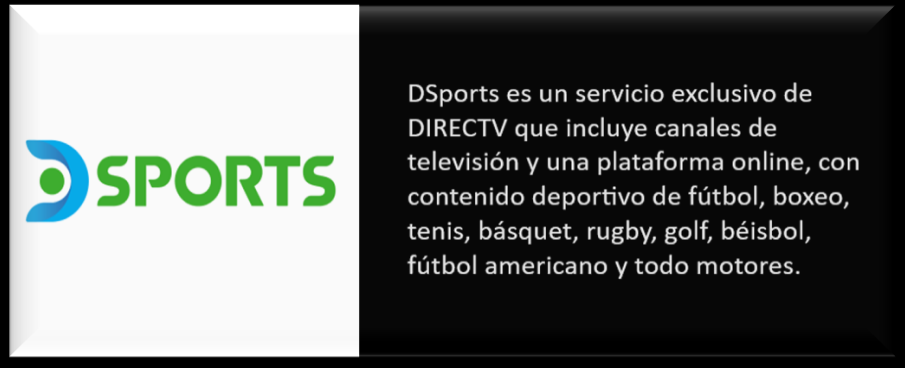 DSPORTS
DSports es un servicio exclusivo de
DIRECTV que incluye canales de
televisión y una plataforma online, con
contenido deportivo de fútbol, boxeo,
tenis, básquet, rugby, golf, béisbol,
fútbol americano y todo motores.